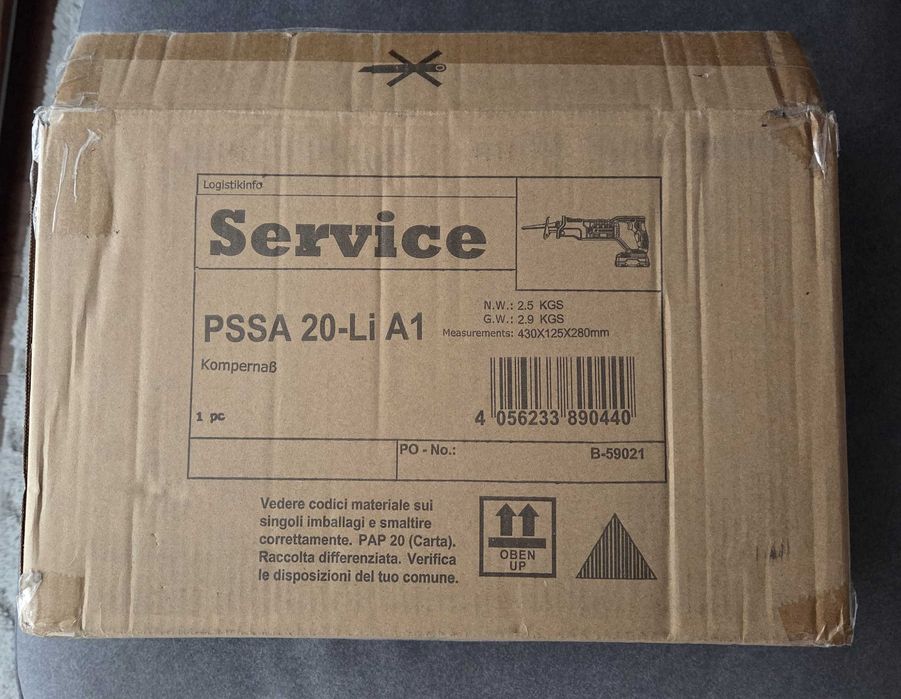 Logistikinfo
Service
PSSA 20-Li A1
N.W.: 2.5 KGS
G.W.: 2.9 KGS
Measurements: 430X125X280mm
Kompernaß
1 pc
4 056233 890440
PO - No.:
B-59021
Vedere codici materiale sui
singoli imballagi e smaltire
correttamente. PAP 20 (Carta).
Raccolta differenziata. Verifica
le disposizioni del tuo comune.
OBEN
UP